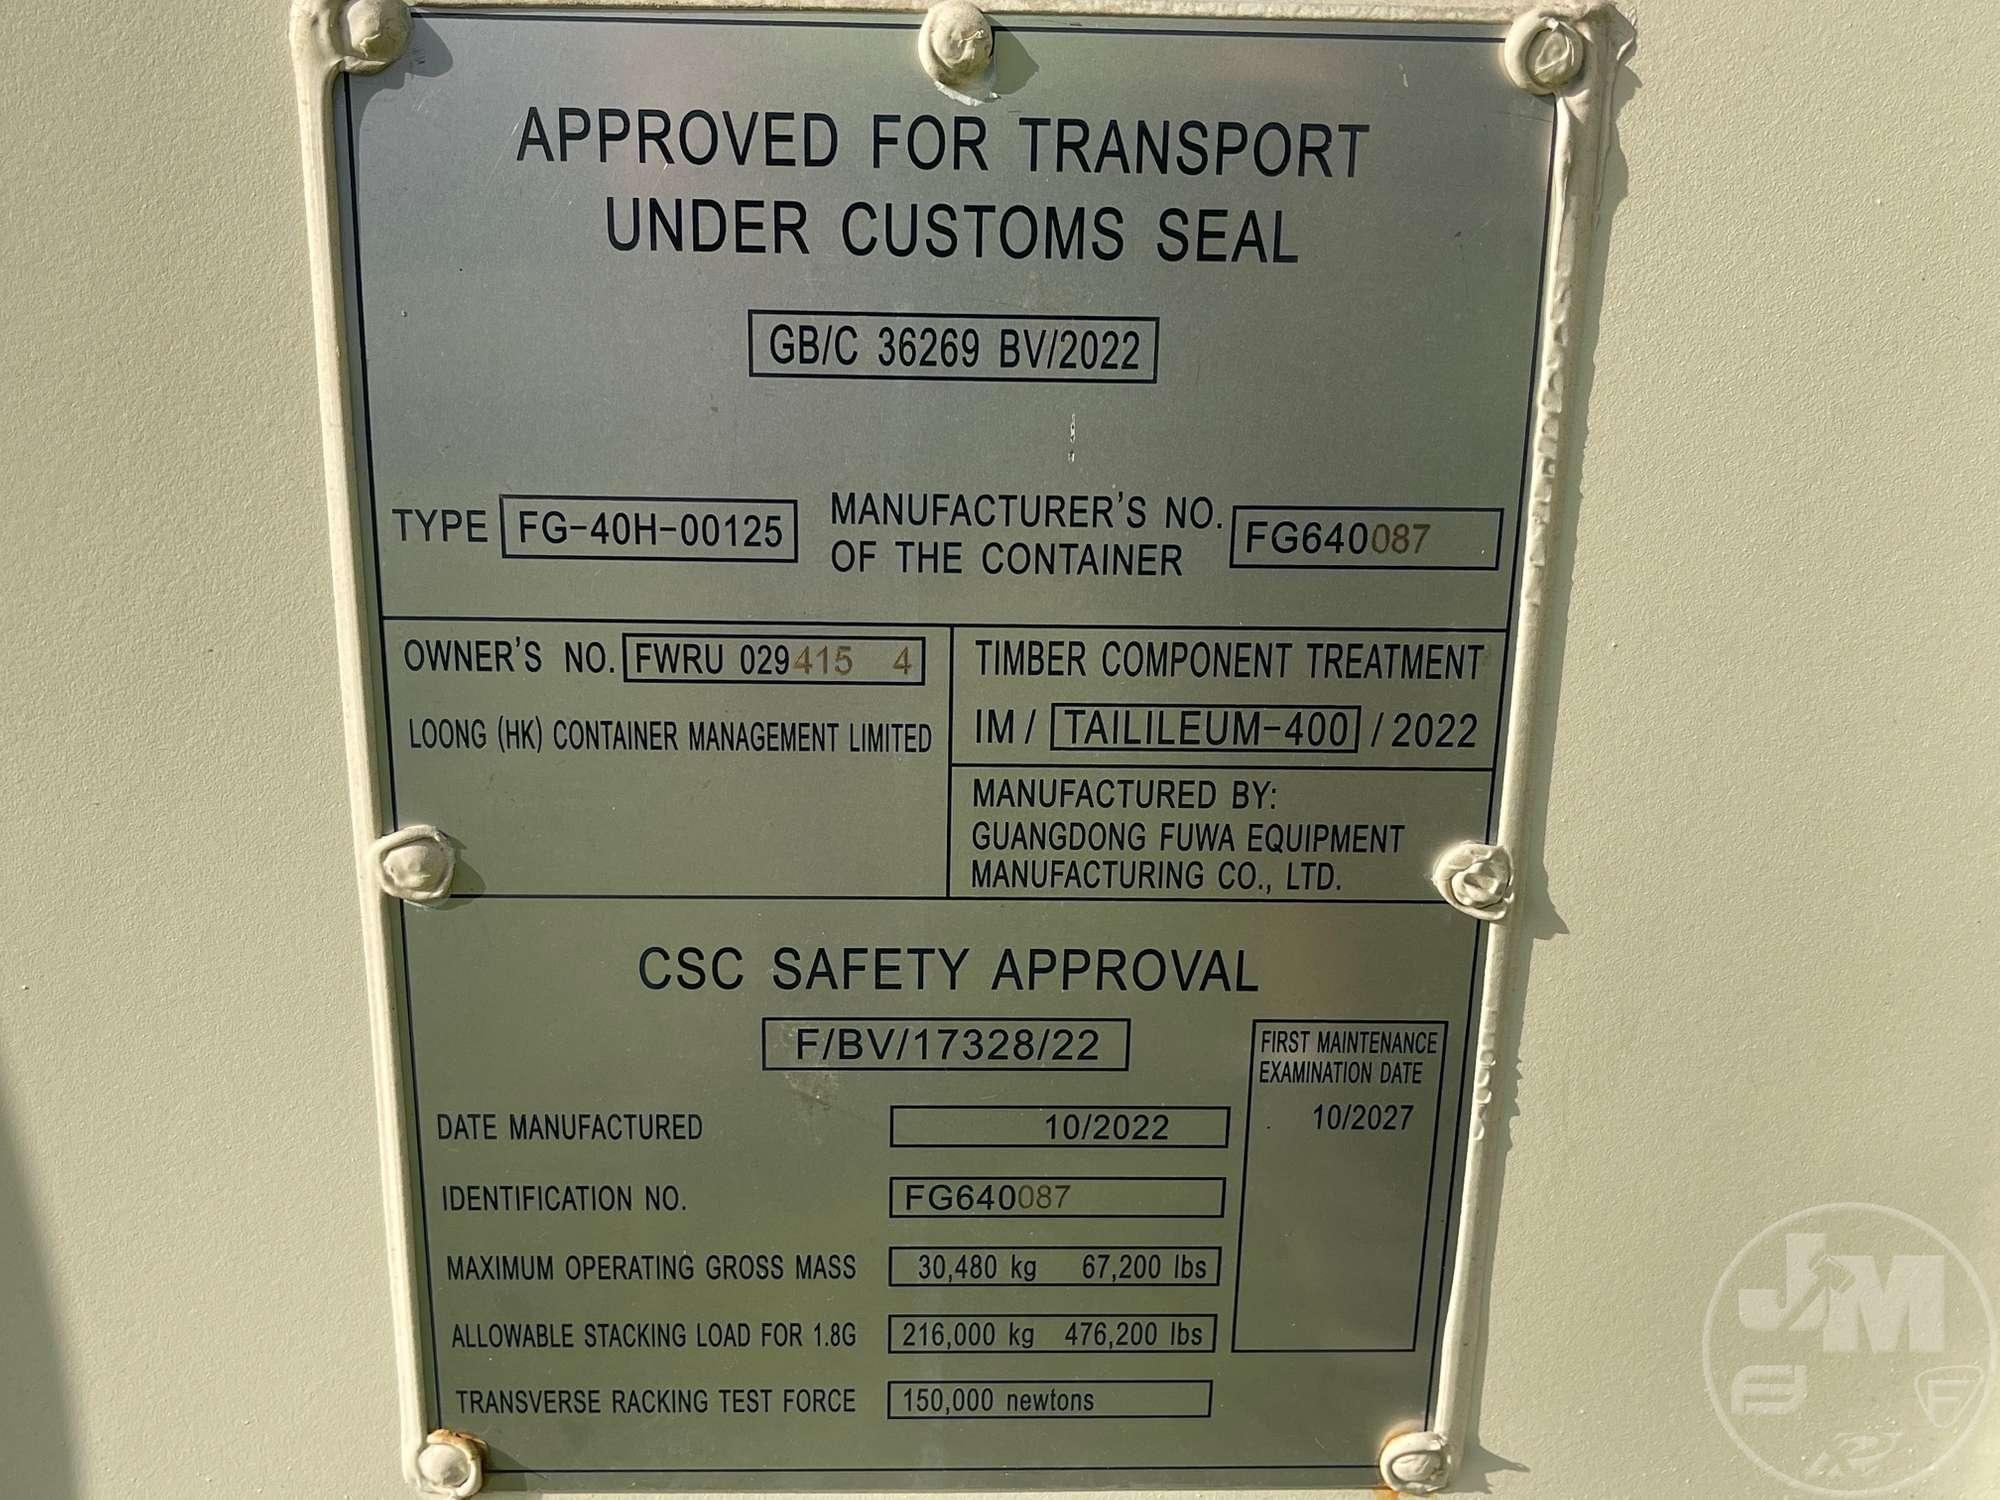 APPROVED FOR TRANSPORT
UNDER CUSTOMS SEAL
GB/C 36269 BV/2022
TYPE FG-40H-00125
MANUFACTURER'S NO.
OF THE CONTAINER
FG640087
OWNER'S NO. FWRU 029415 4
LOONG (HK) CONTAINER MANAGEMENT LIMITED
TIMBER COMPONENT TREATMENT
IM / TAILILEUM-400 / 2022
MANUFACTURED BY:
GUANGDONG FUWA EQUIPMENT
MANUFACTURING CO., LTD.
CSC SAFETY APPROVAL
F/BV/17328/22
FIRST MAINTENANCE
EXAMINATION DATE
10/2027
DATE MANUFACTURED 10/2022
IDENTIFICATION NO. FG640087
MAXIMUM OPERATING GROSS MASS 30,480 kg 67,200 lbs
ALLOWABLE STACKING LOAD FOR 1.8G 216,000 kg 476,200 lbs
TRANSVERSE RACKING TEST FORCE 150,000 newtons
JM